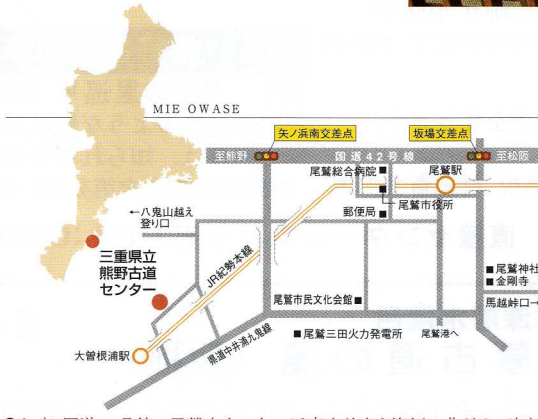 MIE OWASE
矢ノ浜南交差点
坂場交差点
至熊野
国道42号線
至松阪
尾鷲総合病院
尾鷲駅
尾鷲市役所
郵便局
←八鬼山越え
登り口
三重県立
熊野古道
センター
JR紀勢本線
尾鷲神社
金剛寺
馬越峠口→
尾鷲市民文化会館
尾鷲三田火力発電所
尾鷲港へ
大曽根浦駅
県道中井浦九鬼線